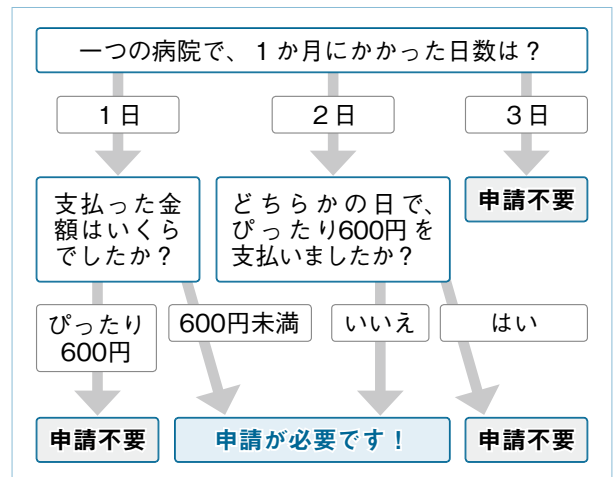 一つの病院で、1か月にかかった日数は？
1日
2日
3日
支払った金
額はいくら
でしたか？
どちらかの日で、
ぴったり600円を
支払いましたか？
申請不要
ぴったり
600円
600円未満
いいえ
はい
申請不要
申請が必要です！
申請不要